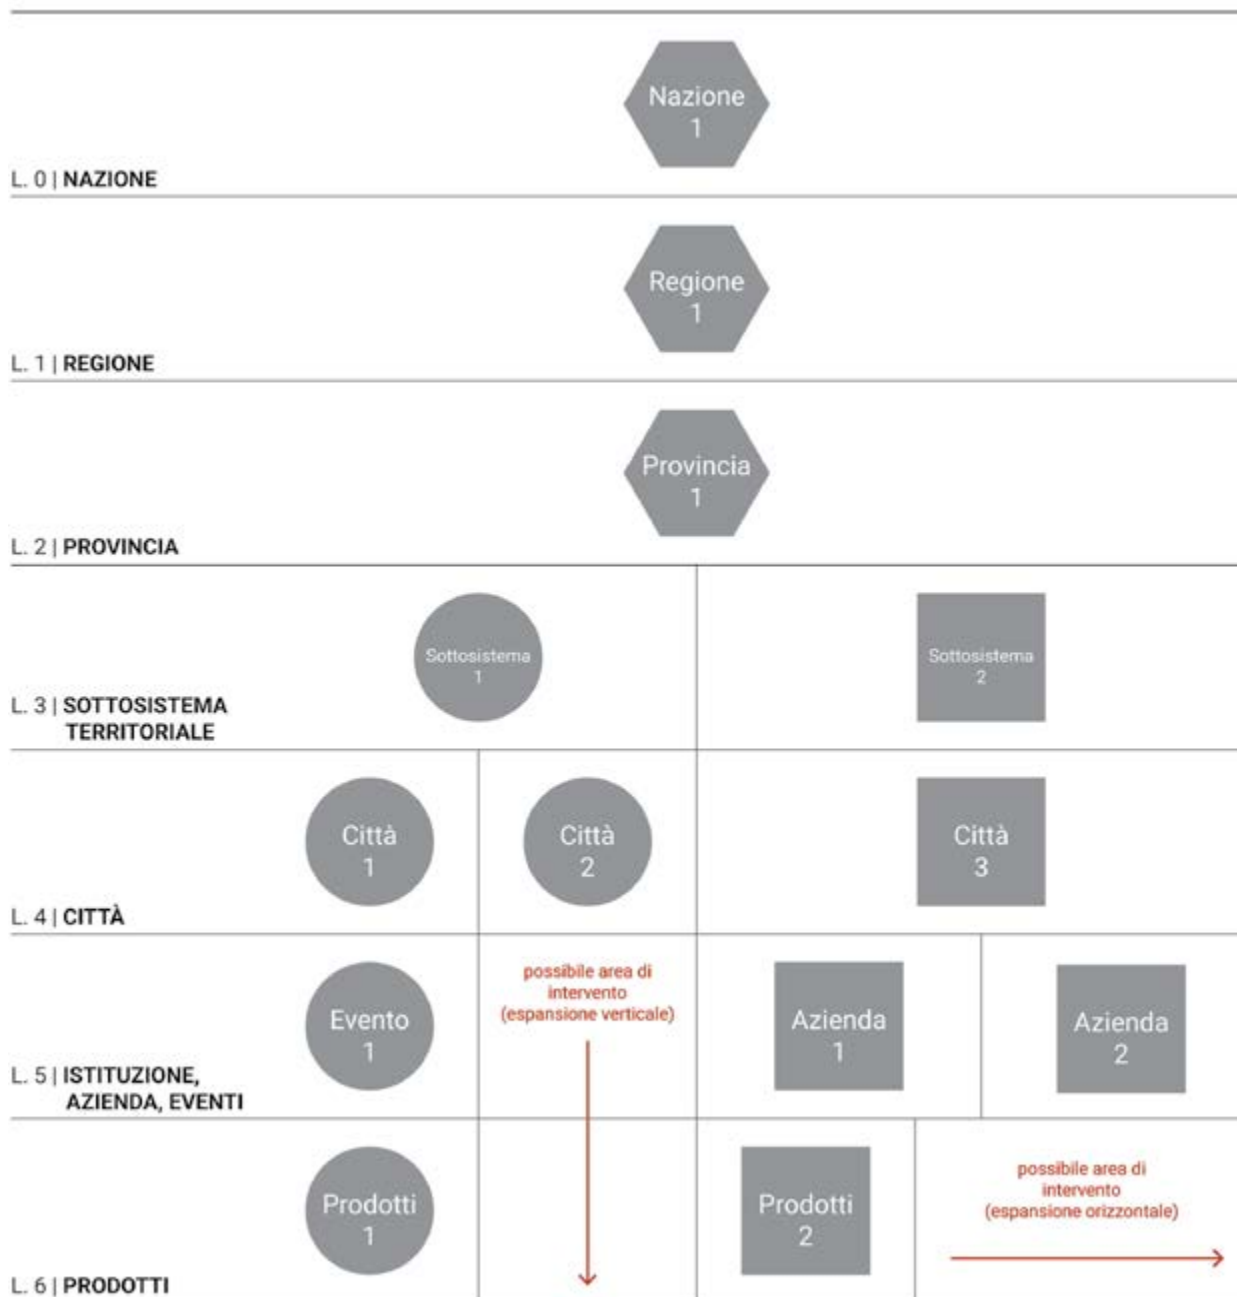 Nazione
1
L. 0 | NAZIONE
Regione
1
L. 1 | REGIONE
Provincia
1
L. 2 | PROVINCIA
Sottosistema
1
Sottosistema
2
L. 3 | SOTTOSISTEMA
TERRITORIALE
Città
1
Città
2
Città
3
L. 4 | CITTÀ
Evento
1
possibile area di
intervento
(espansione verticale)
Azienda
1
Azienda
2
L. 5 | ISTITUZIONE,
AZIENDA, EVENTI
Prodotti
1
Prodotti
2
possibile area di
intervento
(espansione orizzontale)
L. 6 | PRODOTTI